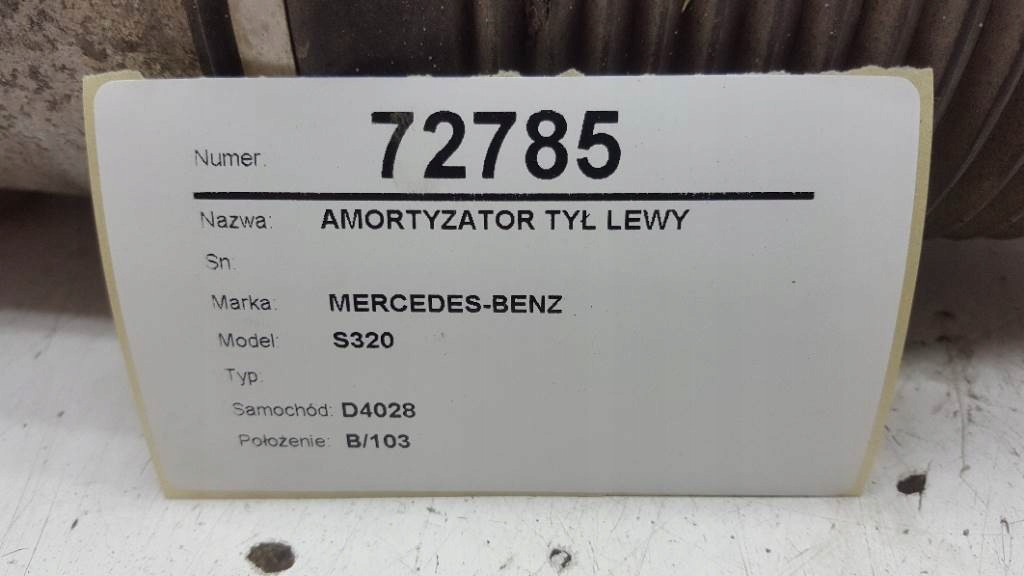 Numer: 72785
Nazwa: AMORTYZATOR TYŁ LEWY
Sn:
Marka: MERCEDES-BENZ
Model: S320
Typ:
Samochód: D4028
Położenie: B/103